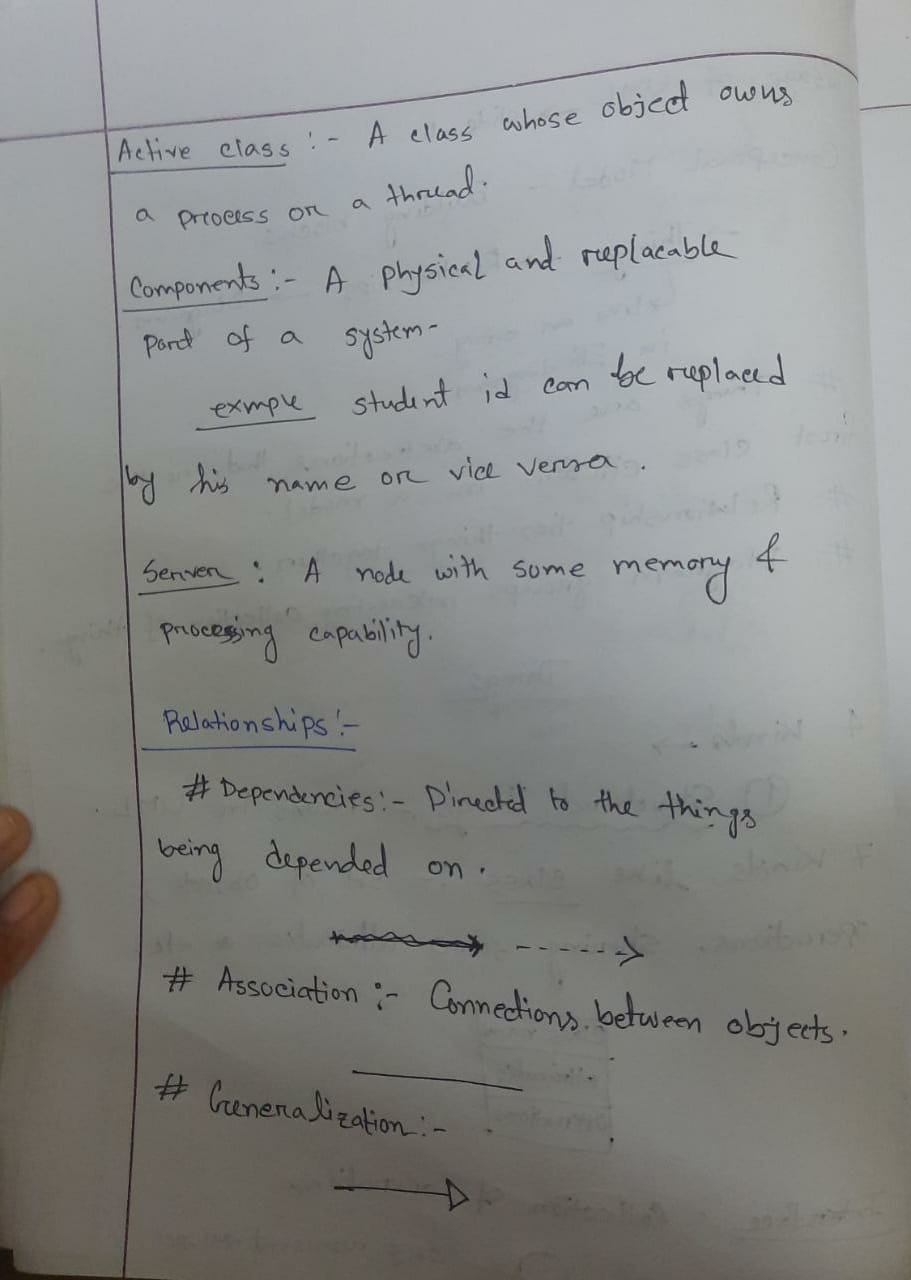 Active class :- A class whose object owns
a process or a thread.
Components :- A physical and replacable
part of a system-
exmple student id can be replaced
by his name or vice versa.
Server : A node with some memory &
processing capability.
Relationships :-
# Dependencies :- Directed to the things
being depended on.
# Association :- Connections between objects.
# Generalization :-